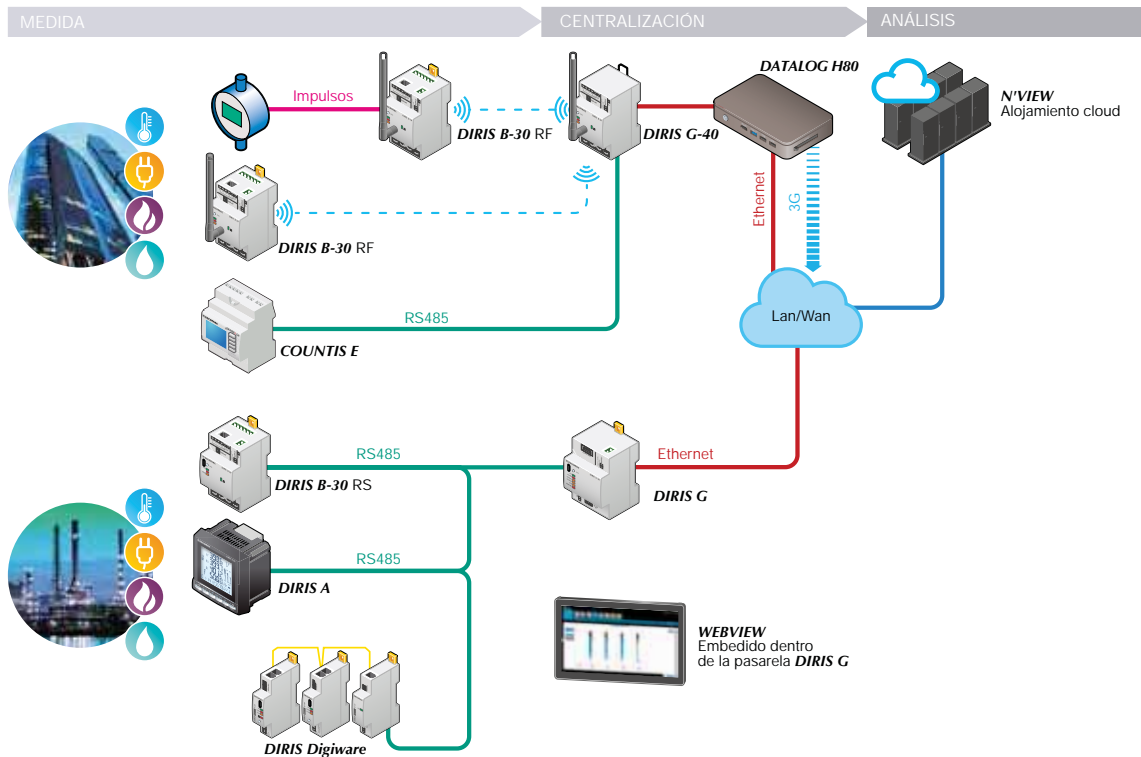 MEDIDA
CENTRALIZACIÓN
ANÁLISIS
Impulsos
DIRIS B-30 RF
DIRIS G-40
DATALOG H80
N'VIEW
Alojamiento cloud
DIRIS B-30 RF
Ethernet
3G
RS485
COUNTIS E
Lan/Wan
RS485
DIRIS B-30 RS
Ethernet
DIRIS G
RS485
DIRIS A
WEBVIEW
Embedido dentro
de la pasarela DIRIS G
DIRIS Digiware